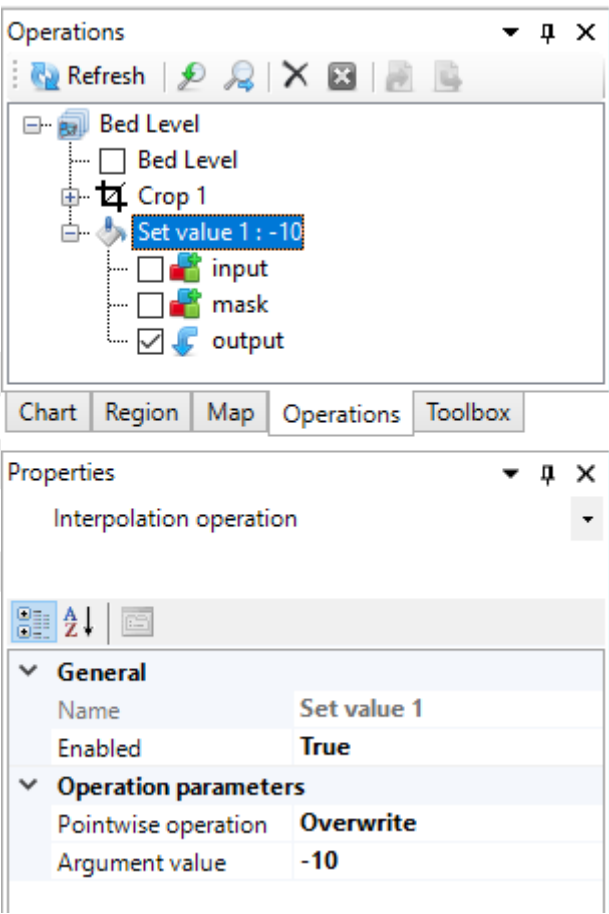 Operations
Refresh
Bed Level
Bed Level
Crop 1
Set value 1 : -10
input
mask
output
Chart Region Map Operations Toolbox
Properties
Interpolation operation
A
Z
General
Name Set value 1
Enabled True
Operation parameters
Pointwise operation Overwrite
Argument value -10